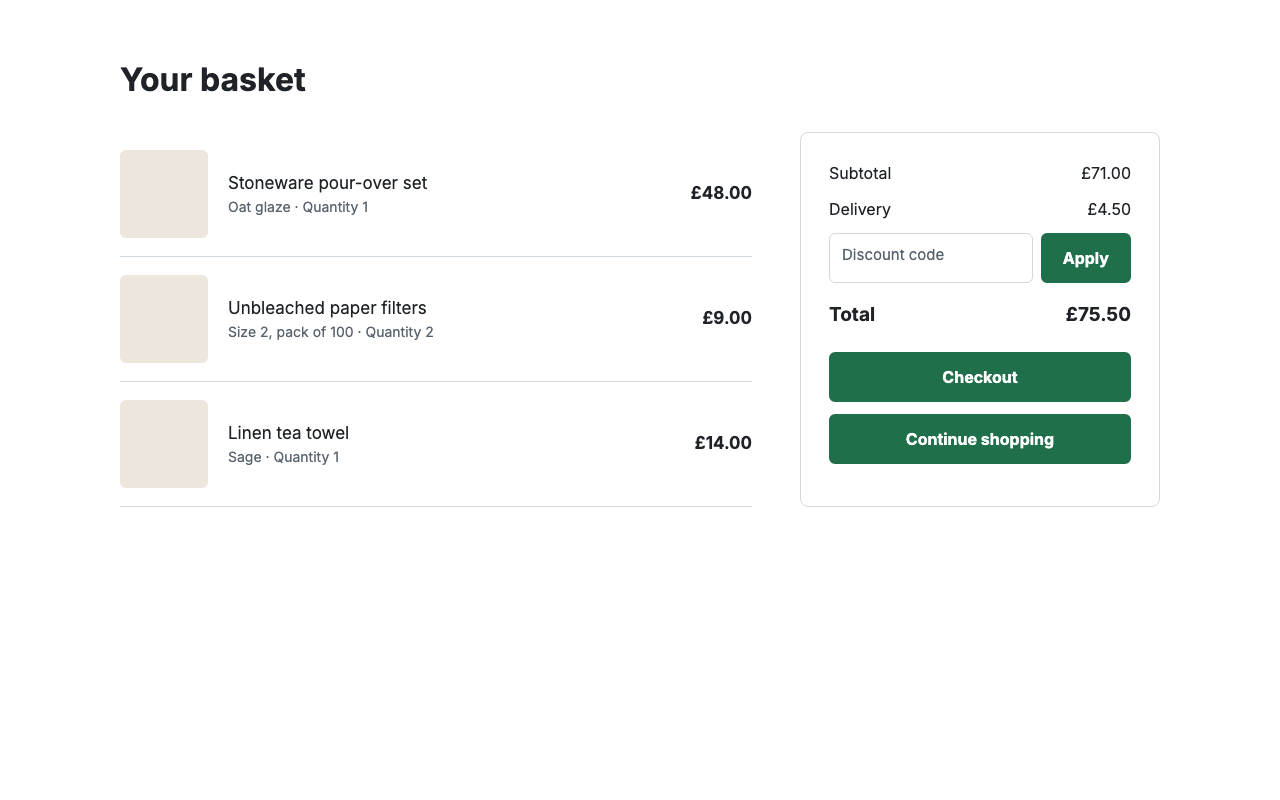 Your basket
Stoneware pour-over set
Oat glaze · Quantity 1
£48.00
Unbleached paper filters
Size 2, pack of 100 · Quantity 2
£9.00
Linen tea towel
Sage · Quantity 1
£14.00
Subtotal £71.00
Delivery £4.50
Discount code Apply
Total £75.50
Checkout
Continue shopping